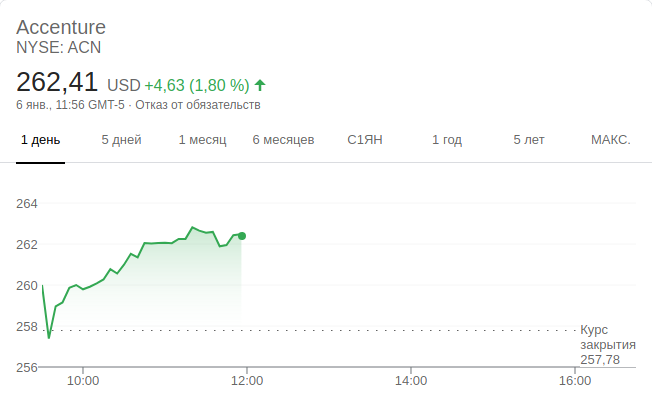 Accenture
NYSE: ACN
262,41 USD +4,63 (1,80 %)
6 янв., 11:56 GMT-5 · Отказ от обязательств
1 день 5 дней 1 месяц 6 месяцев С1ЯН 1 год 5 лет МАКС.
264
262
260
258
256
Курс
закрытия
257,78
10:00 12:00 14:00 16:00